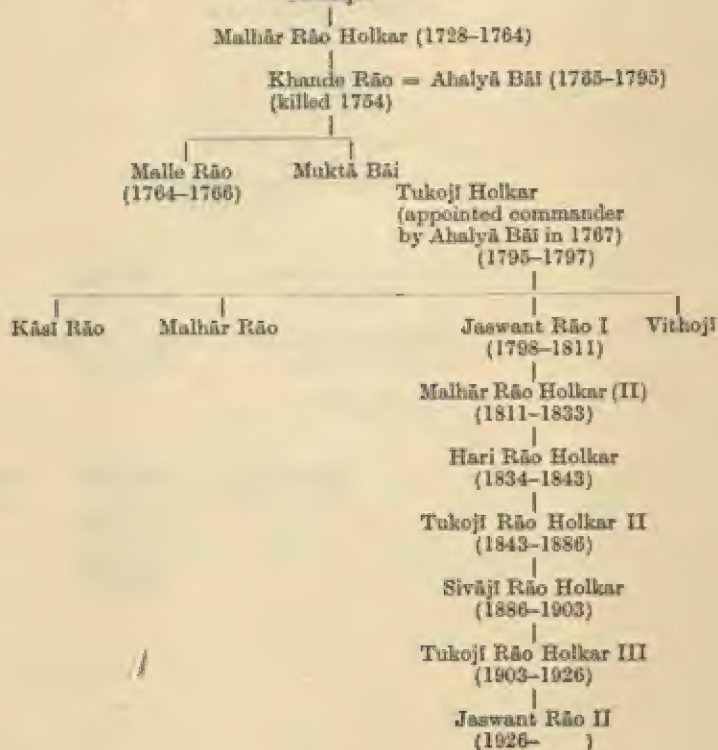 Malhār Rāo Holkar (1728–1764)
Khande Rāo = Ahalyā Bāī (1765–1795)
(killed 1754)
Malle Rāo Muktā Bāi
(1764–1766)
Tukojī Holkar
(appointed commander
by Ahalyā Bāī in 1767)
(1795–1797)
Kāsī Rāo Malhār Rāo Jaswant Rāo I Vithojī
(1798–1811)
Malhār Rāo Holkar (II)
(1811–1833)
Hari Rāo Holkar
(1834–1843)
Tukojī Rāo Holkar II
(1843–1886)
Sivājī Rāo Holkar
(1886–1903)
Tukojī Rāo Holkar III
(1903–1926)
Jaswant Rāo II
(1926– )